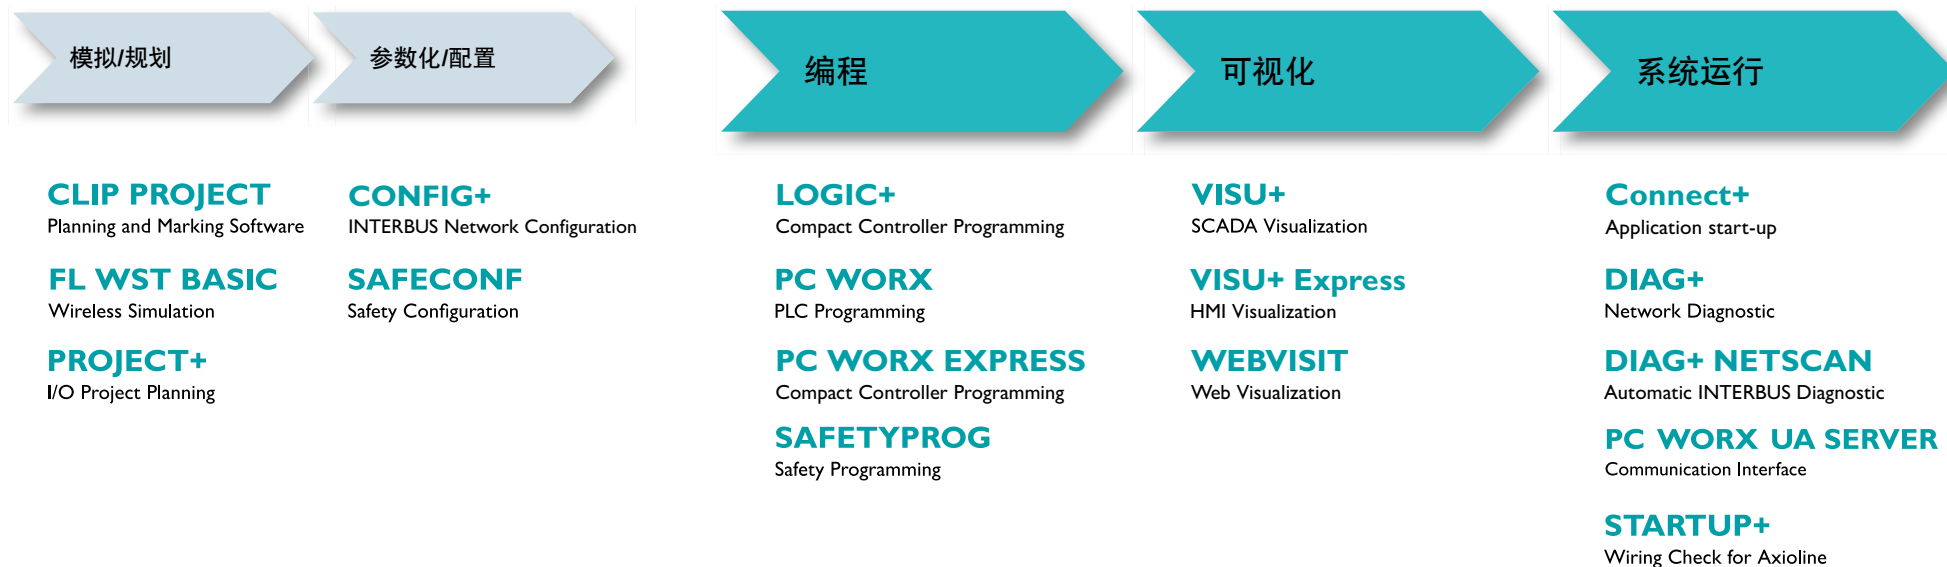 模拟/规划
参数化/配置
编程
可视化
系统运行
CLIP PROJECT
Planning and Marking Software
FL WST BASIC
Wireless Simulation
PROJECT+
I/O Project Planning
CONFIG+
INTERBUS Network Configuration
SAFECONF
Safety Configuration
LOGIC+
Compact Controller Programming
PC WORX
PLC Programming
PC WORX EXPRESS
Compact Controller Programming
SAFETYPROG
Safety Programming
VISU+
SCADA Visualization
VISU+ Express
HMI Visualization
WEBVISIT
Web Visualization
Connect+
Application start-up
DIAG+
Network Diagnostic
DIAG+ NETSCAN
Automatic INTERBUS Diagnostic
PC WORX UA SERVER
Communication Interface
STARTUP+
Wiring Check for Axioline